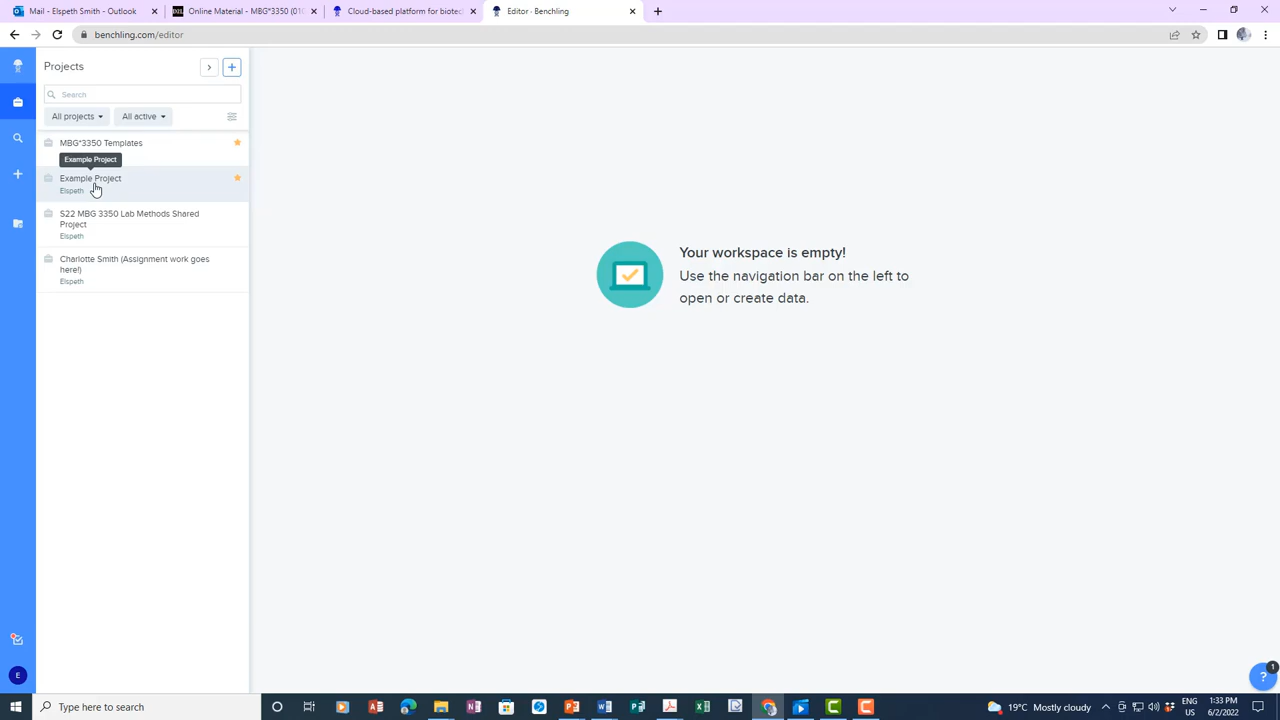 Mail - Elspeth Smith - Outlook
Online Material - MBG*3350 (01C
Cloud-based platform for biotec
Editor - Benchling
benchling.com/editor
Projects
Search
All projects
All active
MBG*3350 Templates
Example Project
Example Project
Elspeth
S22 MBG 3350 Lab Methods Shared
Project
Elspeth
Charlotte Smith (Assignment work goes
here!)
Elspeth
Your workspace is empty!
Use the navigation bar on the left to
open or create data.
E
?
1
Type here to search
19°C Mostly cloudy
ENG
US
1:33 PM
6/2/2022